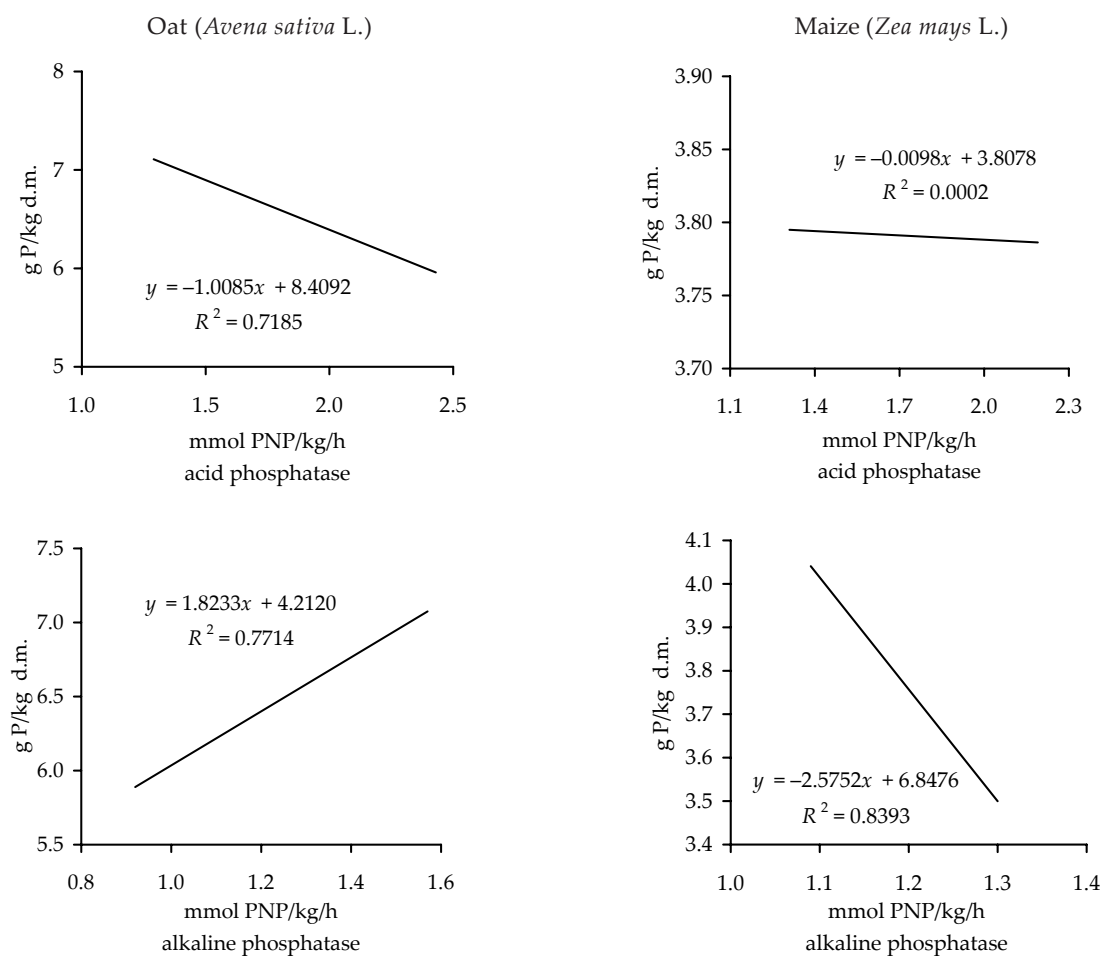 Oat (Avena sativa L.)
8
7
6
5
g P/kg d.m.
y = –1.0085x + 8.4092
R² = 0.7185
1.0 1.5 2.0 2.5
mmol PNP/kg/h
acid phosphatase
Maize (Zea mays L.)
3.90
3.85
3.80
3.75
3.70
g P/kg d.m.
y = –0.0098x + 3.8078
R² = 0.0002
1.1 1.4 1.7 2.0 2.3
mmol PNP/kg/h
acid phosphatase
7.5
7.0
6.5
6.0
5.5
g P/kg d.m.
y = 1.8233x + 4.2120
R² = 0.7714
0.8 1.0 1.2 1.4 1.6
mmol PNP/kg/h
alkaline phosphatase
4.1
4.0
3.9
3.8
3.7
3.6
3.5
3.4
g P/kg d.m.
y = –2.5752x + 6.8476
R² = 0.8393
1.0 1.1 1.2 1.3 1.4
mmol PNP/kg/h
alkaline phosphatase